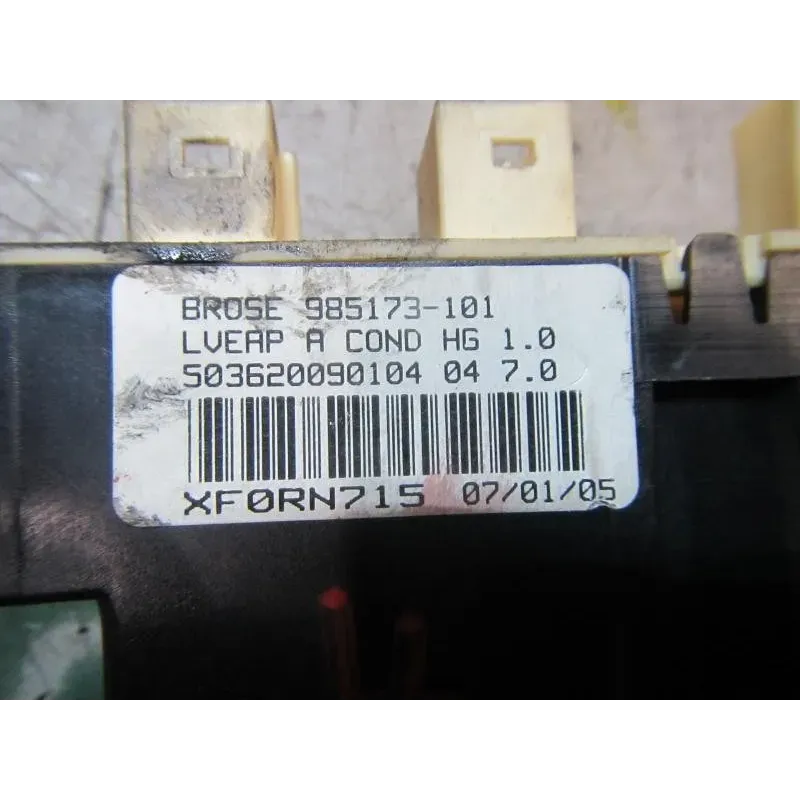 BROSE 985173-101
LVEAP A COND HG 1.0
503620090104 04 7.0
XF0RN715 07/01/05